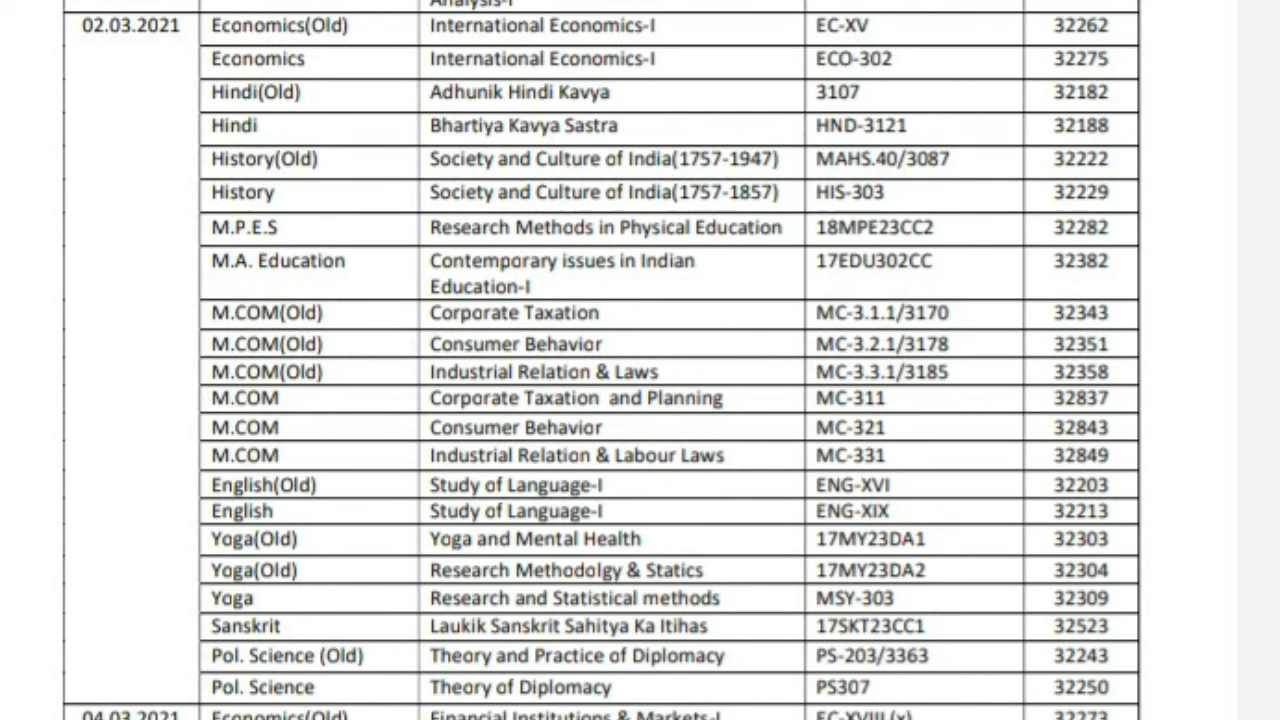 Analysis-I
02.03.2021 Economics(Old) International Economics-I EC-XV 32262
Economics International Economics-I ECO-302 32275
Hindi(Old) Adhunik Hindi Kavya 3107 32182
Hindi Bhartiya Kavya Sastra HND-3121 32188
History(Old) Society and Culture of India(1757-1947) MAHS.40/3087 32222
History Society and Culture of India(1757-1857) HIS-303 32229
M.P.E.S Research Methods in Physical Education 18MPE23CC2 32282
M.A. Education Contemporary issues in Indian 17EDU302CC 32382
Education-I
M.COM(Old) Corporate Taxation MC-3.1.1/3170 32343
M.COM(Old) Consumer Behavior MC-3.2.1/3178 32351
M.COM(Old) Industrial Relation & Laws MC-3.3.1/3185 32358
M.COM Corporate Taxation and Planning MC-311 32837
M.COM Consumer Behavior MC-321 32843
M.COM Industrial Relation & Labour Laws MC-331 32849
English(Old) Study of Language-I ENG-XVI 32203
English Study of Language-I ENG-XIX 32213
Yoga(Old) Yoga and Mental Health 17MY23DA1 32303
Yoga(Old) Research Methodolgy & Statics 17MY23DA2 32304
Yoga Research and Statistical methods MSY-303 32309
Sanskrit Laukik Sanskrit Sahitya Ka Itihas 17SKT23CC1 32523
Pol. Science (Old) Theory and Practice of Diplomacy PS-203/3363 32243
Pol. Science Theory of Diplomacy PS307 32250
04.03.2021 Economics(Old) Financial Institutions & Markets-I EC-XVIII (x) 32273